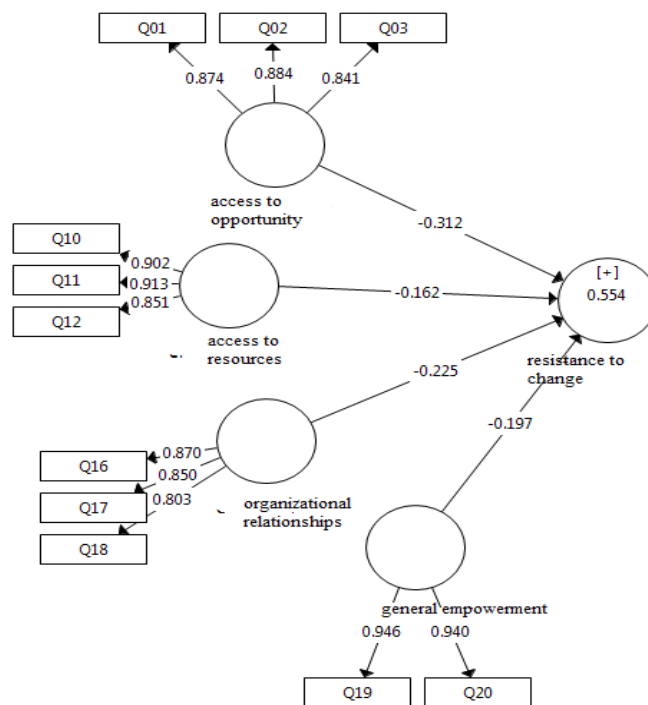 Q01
Q02
Q03
0.874
0.884
0.841
access to
opportunity
-0.312
Q10
Q11
Q12
0.902
0.913
0.851
access to
resources
-0.162
[+]
0.554
resistance to
change
-0.225
-0.197
Q16
Q17
Q18
0.870
0.850
0.803
organizational
relationships
general empowerment
0.946
0.940
Q19
Q20